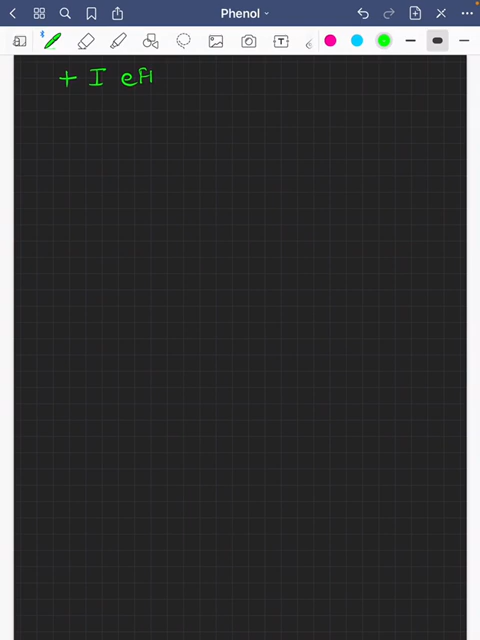 Phenol
+ I eff